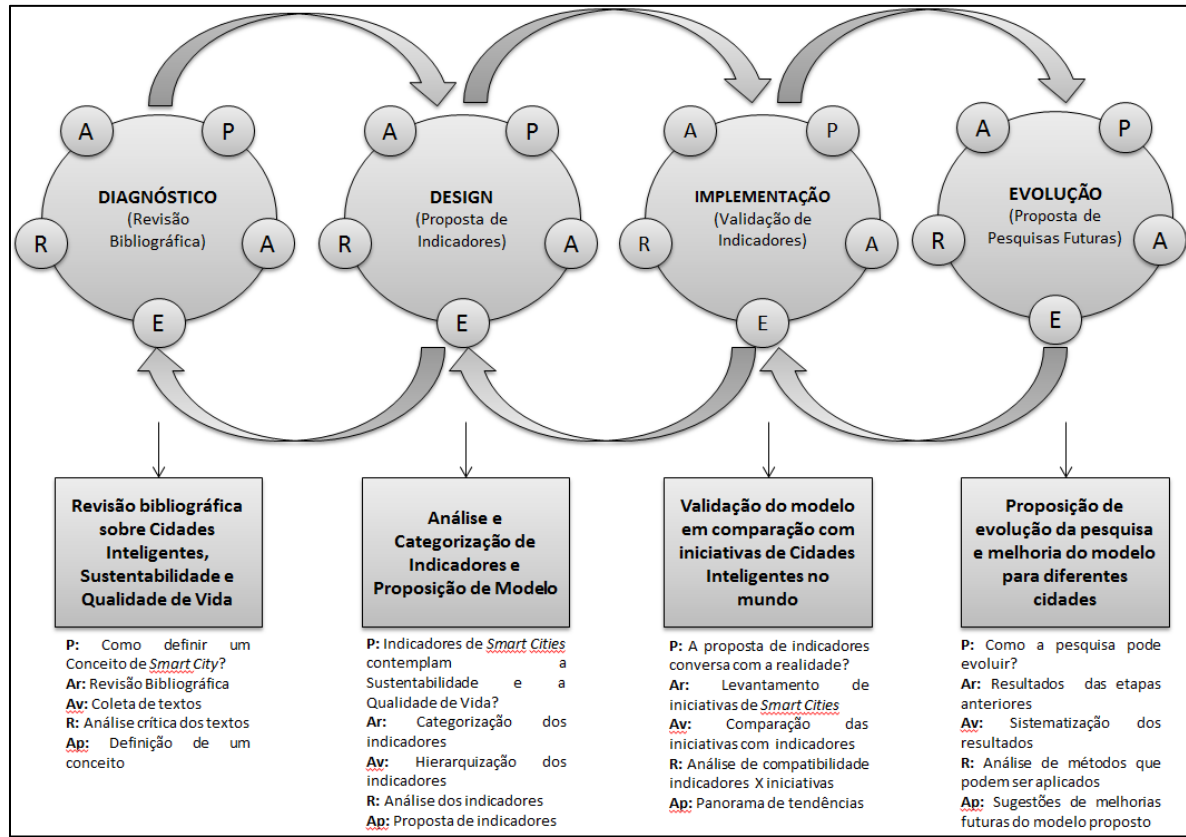 A
P
DIAGNÓSTICO
(Revisão
Bibliográfica)
R
A
E
A
P
DESIGN
(Proposta de
Indicadores)
R
A
E
A
P
IMPLEMENTAÇÃO
(Validação de
Indicadores)
R
A
E
A
P
EVOLUÇÃO
(Proposta de
Pesquisas Futuras)
R
A
E
Revisão bibliográfica
sobre Cidades
Inteligentes,
Sustentabilidade e
Qualidade de Vida
P: Como definir um
Conceito de Smart City?
Ar: Revisão Bibliográfica
Av: Coleta de textos
R: Análise crítica dos textos
Ap: Definição de um
conceito
Análise e
Categorização de
Indicadores e
Proposição de Modelo
P: Indicadores de Smart Cities
contemplam a
Sustentabilidade e a
Qualidade de Vida?
Ar: Categorização dos
indicadores
Av: Hierarquização dos
indicadores
R: Análise dos indicadores
Ap: Proposta de indicadores
Validação do modelo
em comparação com
iniciativas de Cidades
Inteligentes no
mundo
P: A proposta de indicadores
conversa com a realidade?
Ar: Levantamento de
iniciativas de Smart Cities
Av: Comparação das
iniciativas com indicadores
R: Análise de compatibilidade
indicadores X iniciativas
Ap: Panorama de tendências
Proposição de
evolução da pesquisa
e melhoria do modelo
para diferentes
cidades
P: Como a pesquisa pode
evoluir?
Ar: Resultados das etapas
anteriores
Av: Sistematização dos
resultados
R: Análise de métodos que
podem ser aplicados
Ap: Sugestões de melhorias
futuras do modelo proposto